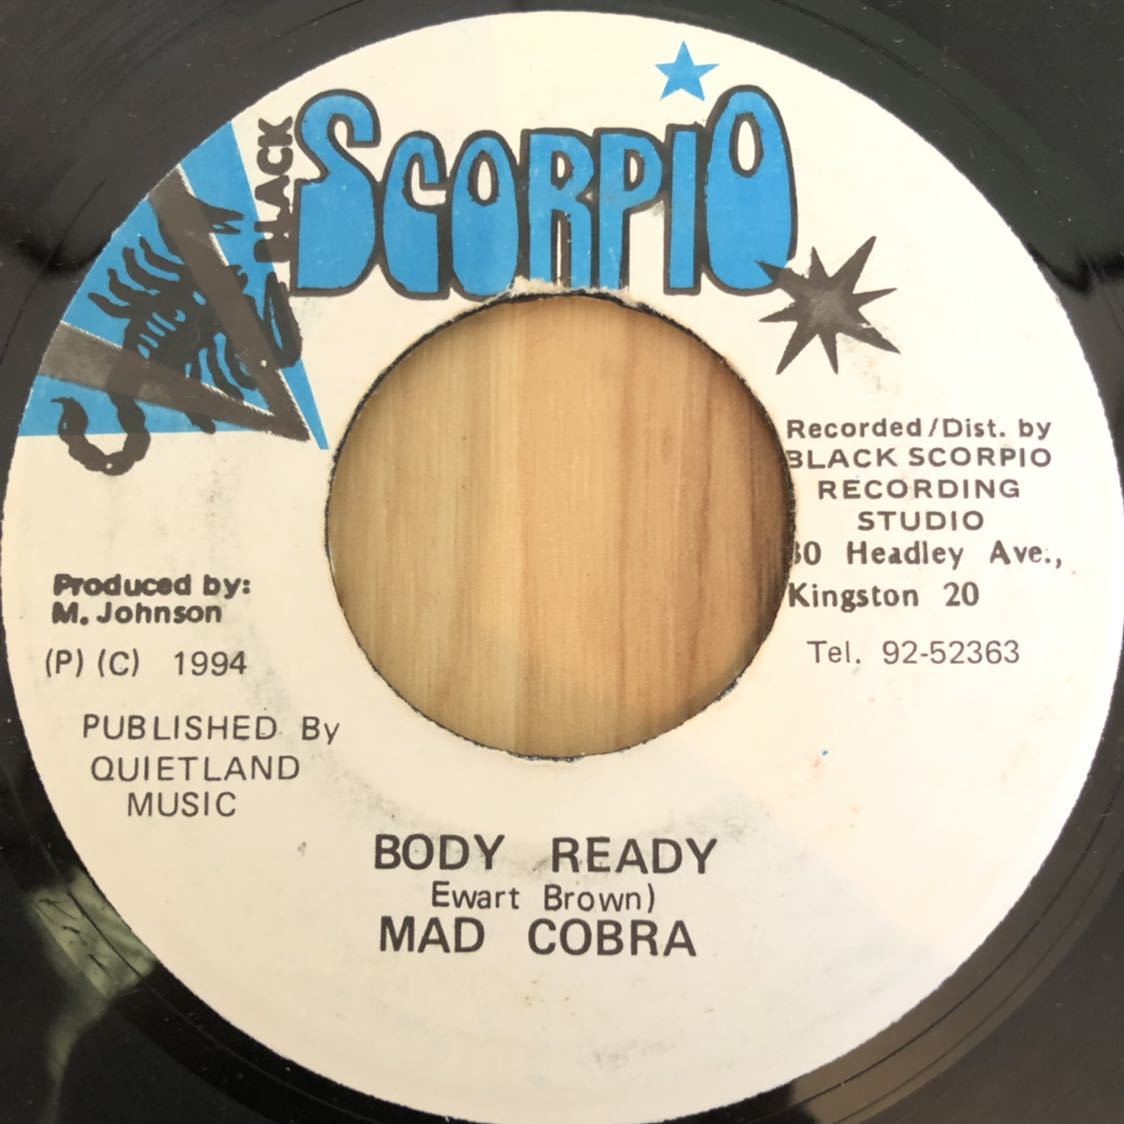 BLACK
SCORPIO
Recorded/Dist. by
BLACK SCORPIO
RECORDING
STUDIO
30 Headley Ave.,
Kingston 20
Tel. 92-52363
Produced by:
M. Johnson
(P) (C) 1994
PUBLISHED By
QUIETLAND
MUSIC
BODY READY
Ewart Brown)
MAD COBRA